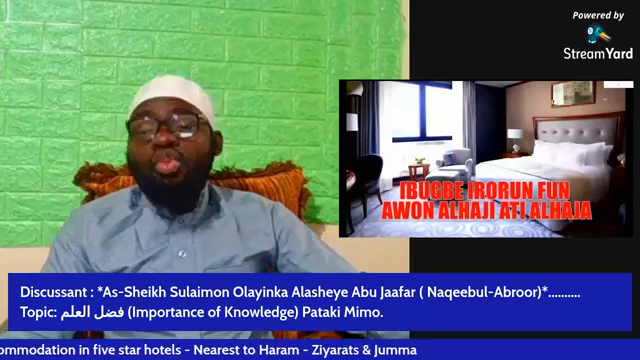 Powered by
StreamYard
IBUGBE IRORUN FUN
AWON ALHAJI ATI ALHAJA
Discussant : *As-Sheikh Sulaimon Olayinka Alasheye Abu Jaafar ( Naqeebul-Abroor)*..........
Topic: فضل العلم (Importance of Knowledge) Pataki Mimo.
ommodation in five star hotels - Nearest to Haram - Ziyarats & Jumma